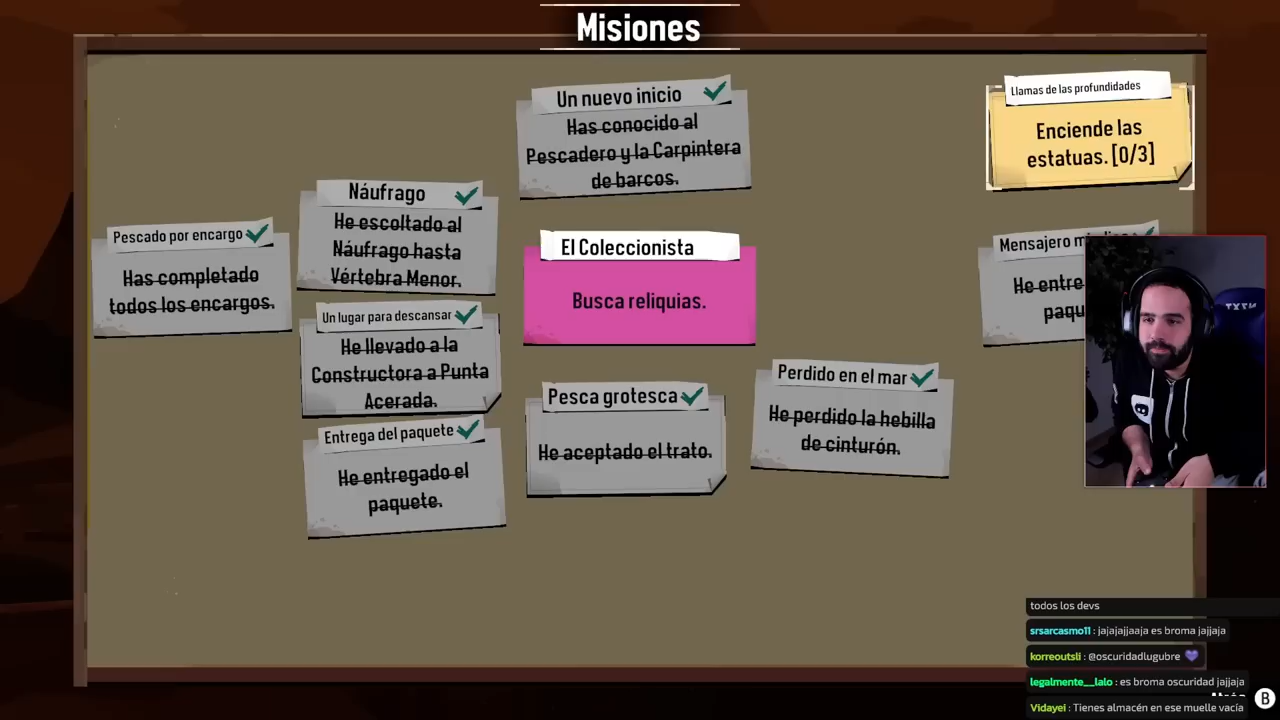 Misiones
Un nuevo inicio
Has conocido al
Pescadero y la Carpintera
de barcos.
Llamas de las profundidades
Enciende las
estatuas. [0/3]
Náufrago
He escoltado al
Náufrago hasta
Vértebra Menor.
Pescado por encargo
Has completado
todos los encargos.
El Coleccionista
Busca reliquias.
Mensajero
He entre
paqu
Un lugar para descansar
He llevado a la
Constructora a Punta
Acerada.
Pesca grotesca
He aceptado el trato.
Perdido en el mar
He perdido la hebilla
de cinturón.
Entrega del paquete
He entregado el
paquete.
todos los devs
srsarcasmo11 : jajajajjaaja es broma jajjaja
korreoutsli : @oscuridadlugubre 💜
legalmente__lalo : es broma oscuridad jajjaja
B
Vidayei : Tienes almacén en ese muelle vacía